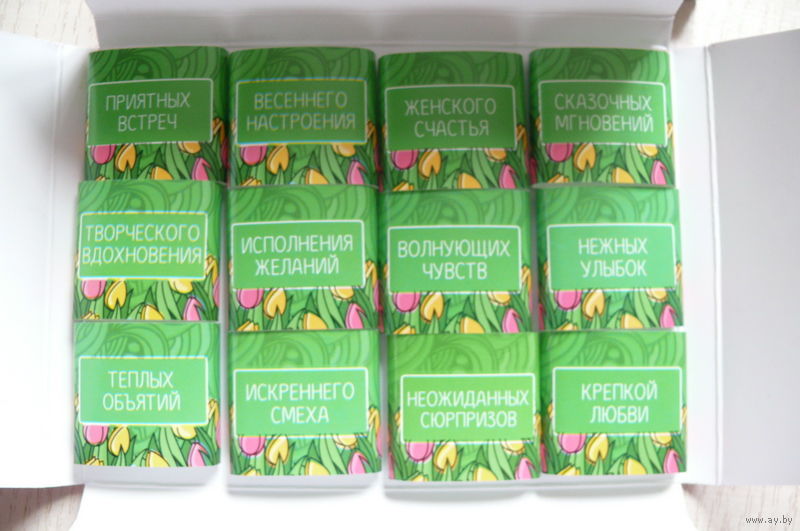 ПРИЯТНЫХ
ВСТРЕЧ
ВЕСЕННЕГО
НАСТРОЕНИЯ
ЖЕНСКОГО
СЧАСТЬЯ
СКАЗОЧНЫХ
МГНОВЕНИЙ
ТВОРЧЕСКОГО
ВДОХНОВЕНИЯ
ИСПОЛНЕНИЯ
ЖЕЛАНИЙ
ВОЛНУЮЩИХ
ЧУВСТВ
НЕЖНЫХ
УЛЫБОК
ТЕПЛЫХ
ОБЪЯТИЙ
ИСКРЕННЕГО
СМЕХА
НЕОЖИДАННЫХ
СЮРПРИЗОВ
КРЕПКОЙ
ЛЮБВИ
www.ay.by